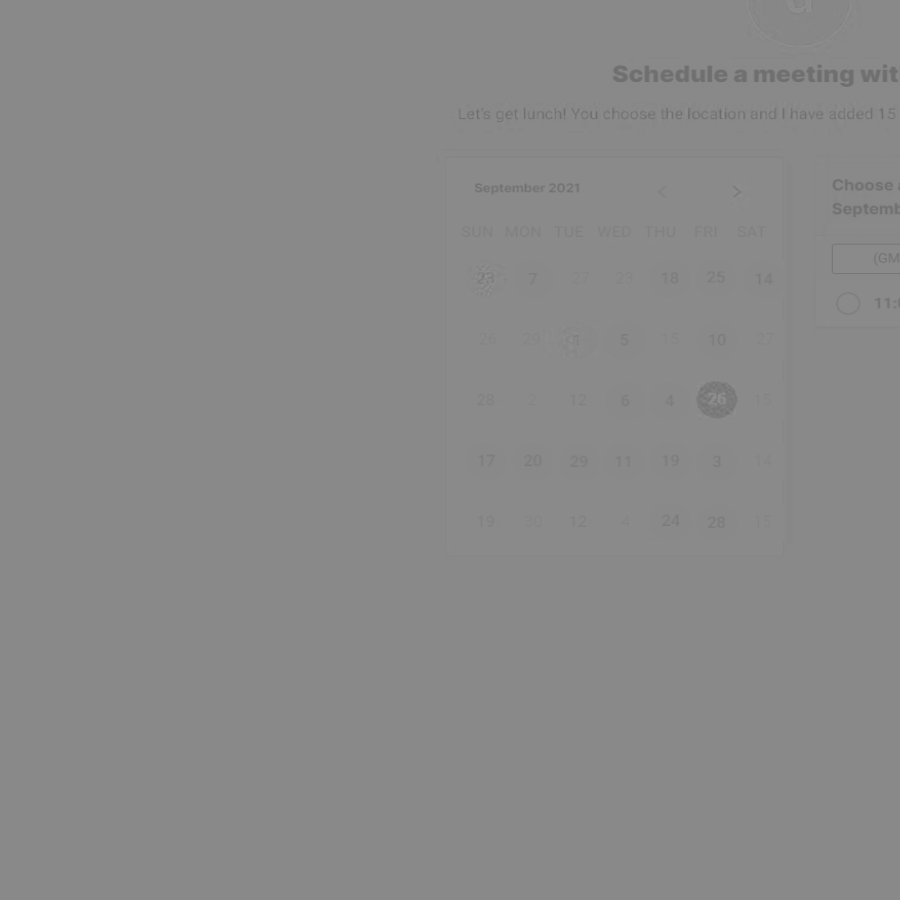 Schedule a meeting wit
Let's get lunch! You choose the location and I have added 15
September 2021 < >
Choose
Septemb
SUN MON TUE WED THU FRI SAT
(GM
23 7 27 23 18 25 14
11:
26 29 3 5 15 10 27
28 2 12 6 4 26 15
17 20 29 11 19 3 14
19 30 12 4 24 28 15